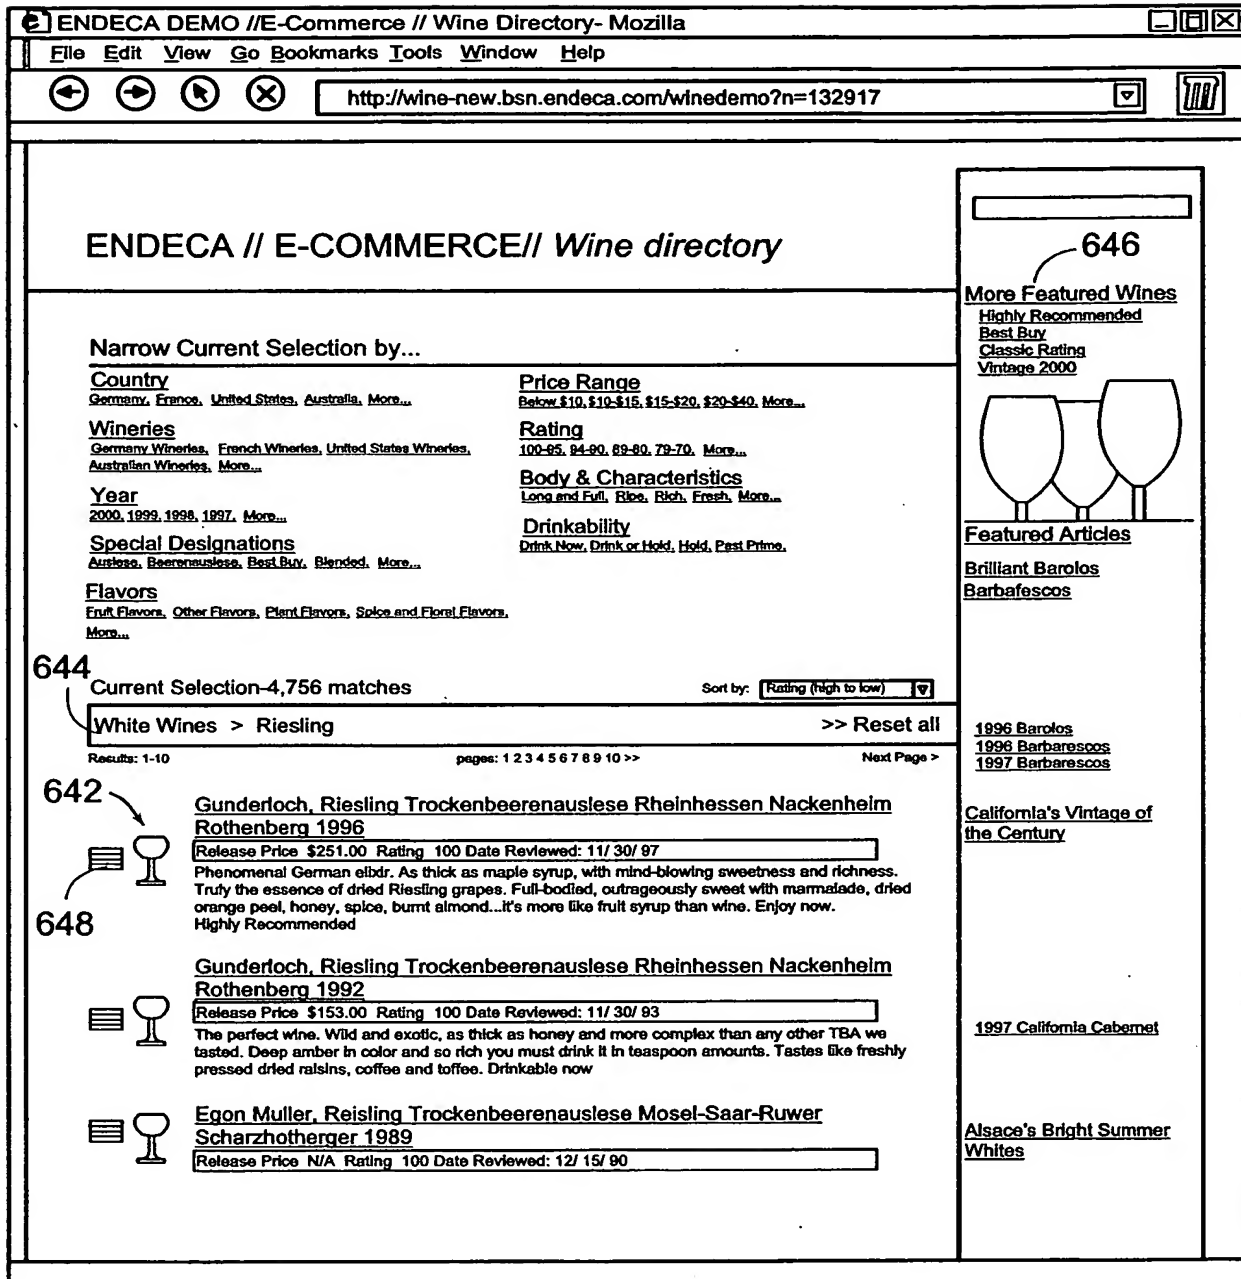 ENDECA DEMO //E-Commerce // Wine Directory- Mozilla
File Edit View Go Bookmarks Tools Window Help
http://wine-new.bsn.endeca.com/winedemo?n=132917
ENDECA // E-COMMERCE// Wine directory
Narrow Current Selection by...
Country
Germany, France, United States, Australia, More...
Wineries
Germany Wineries, French Wineries, United States Wineries,
Australian Wineries, More...
Year
2000, 1999, 1998, 1997, More...
Special Designations
Auslese, Beerenauslese, Best Buy, Blended, More...
Flavors
Fruit Flavors, Other Flavors, Plant Flavors, Spice and Floral Flavors,
More...
Price Range
Below $10, $10-$15, $15-$20, $20-$40, More...
Rating
100-95, 94-90, 89-80, 79-70, More...
Body & Characteristics
Long and Full, Ripe, Rich, Fresh, More...
Drinkability
Drink Now, Drink or Hold, Hold, Past Prime,
644
Current Selection-4,756 matches
Sort by: Rating (high to low)
White Wines > Riesling >> Reset all
Results: 1-10 pages: 1 2 3 4 5 6 7 8 9 10 >> Next Page >
642
648
Gunderloch, Riesling Trockenbeerenauslese Rheinhessen Nackenheim
Rothenberg 1996
Release Price $251.00 Rating 100 Date Reviewed: 11/ 30/ 97
Phenomenal German elixir. As thick as maple syrup, with mind-blowing sweetness and richness.
Truly the essence of dried Riesling grapes. Full-bodied, outrageously sweet with marmalade, dried
orange peel, honey, spice, burnt almond...it's more like fruit syrup than wine. Enjoy now.
Highly Recommended
Gunderloch, Riesling Trockenbeerenauslese Rheinhessen Nackenheim
Rothenberg 1992
Release Price $153.00 Rating 100 Date Reviewed: 11/ 30/ 93
The perfect wine. Wild and exotic, as thick as honey and more complex than any other TBA we
tasted. Deep amber in color and so rich you must drink it in teaspoon amounts. Tastes like freshly
pressed dried raisins, coffee and toffee. Drinkable now
Egon Muller, Reisling Trockenbeerenauslese Mosel-Saar-Ruwer
Scharzhotherger 1989
Release Price N/A Rating 100 Date Reviewed: 12/ 15/ 90
646
More Featured Wines
Highly Recommended
Best Buy
Classic Rating
Vintage 2000
Featured Articles
Brilliant Barolos
Barbafescos
1996 Barolos
1996 Barbarescos
1997 Barbarescos
California's Vintage of
the Century
1997 California Cabernet
Alsace's Bright Summer
Whites